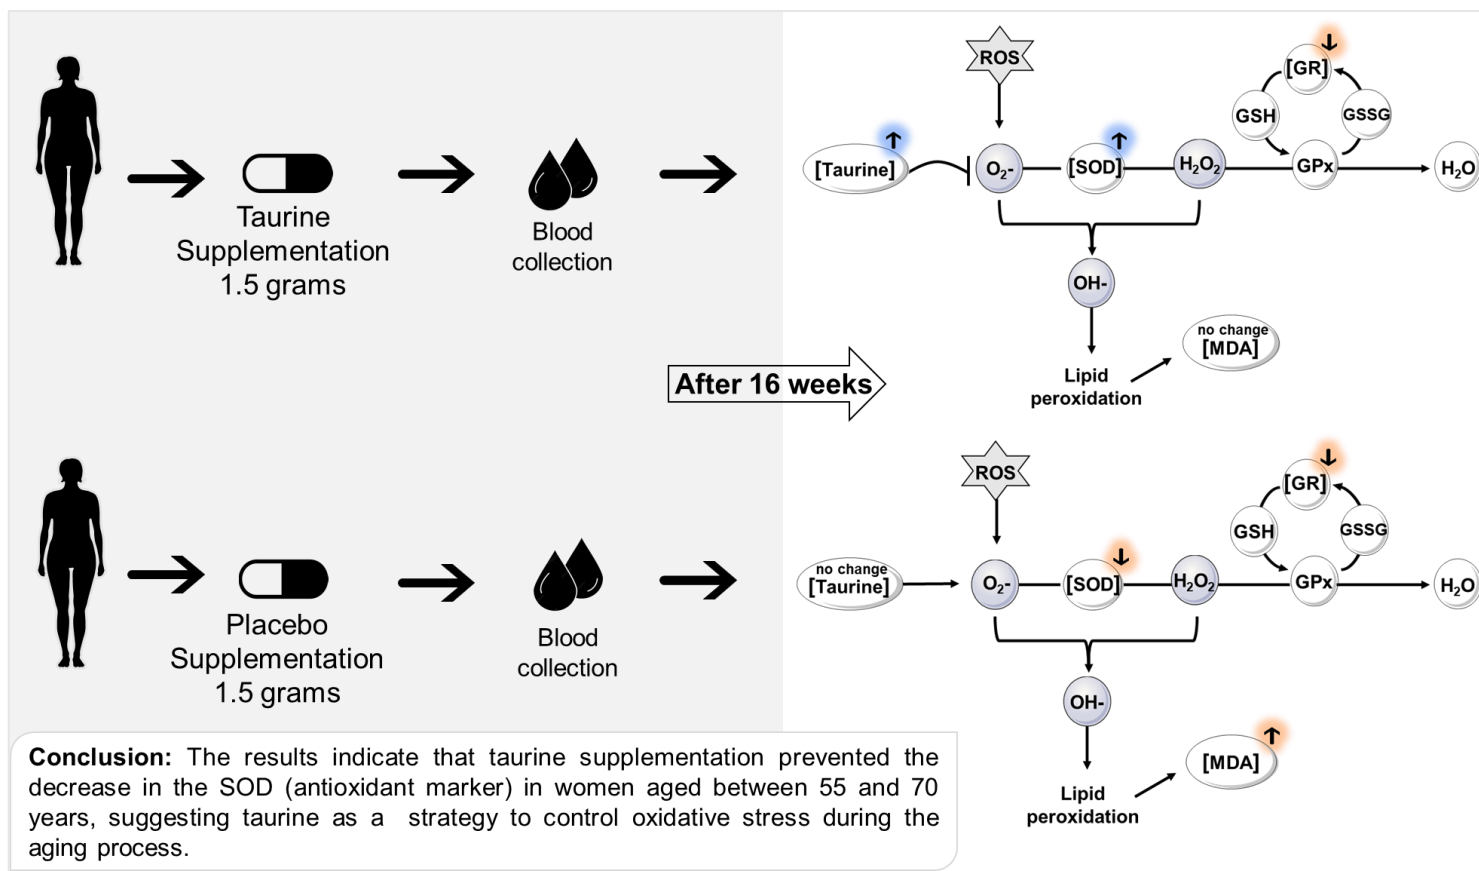 Taurine
Supplementation
1.5 grams
Blood
collection
ROS
[GR]
↓
GSH
GSSG
[Taurine]
↑
O₂-
[SOD]
↑
H₂O₂
GPx
H₂O
OH-
Lipid
peroxidation
no change
[MDA]
After 16 weeks
Placebo
Supplementation
1.5 grams
Blood
collection
ROS
[GR]
↓
GSH
GSSG
no change
[Taurine]
O₂-
[SOD]
↓
H₂O₂
GPx
H₂O
OH-
Lipid
peroxidation
[MDA]
↑
Conclusion: The results indicate that taurine supplementation prevented the
decrease in the SOD (antioxidant marker) in women aged between 55 and 70
years, suggesting taurine as a strategy to control oxidative stress during the
aging process.